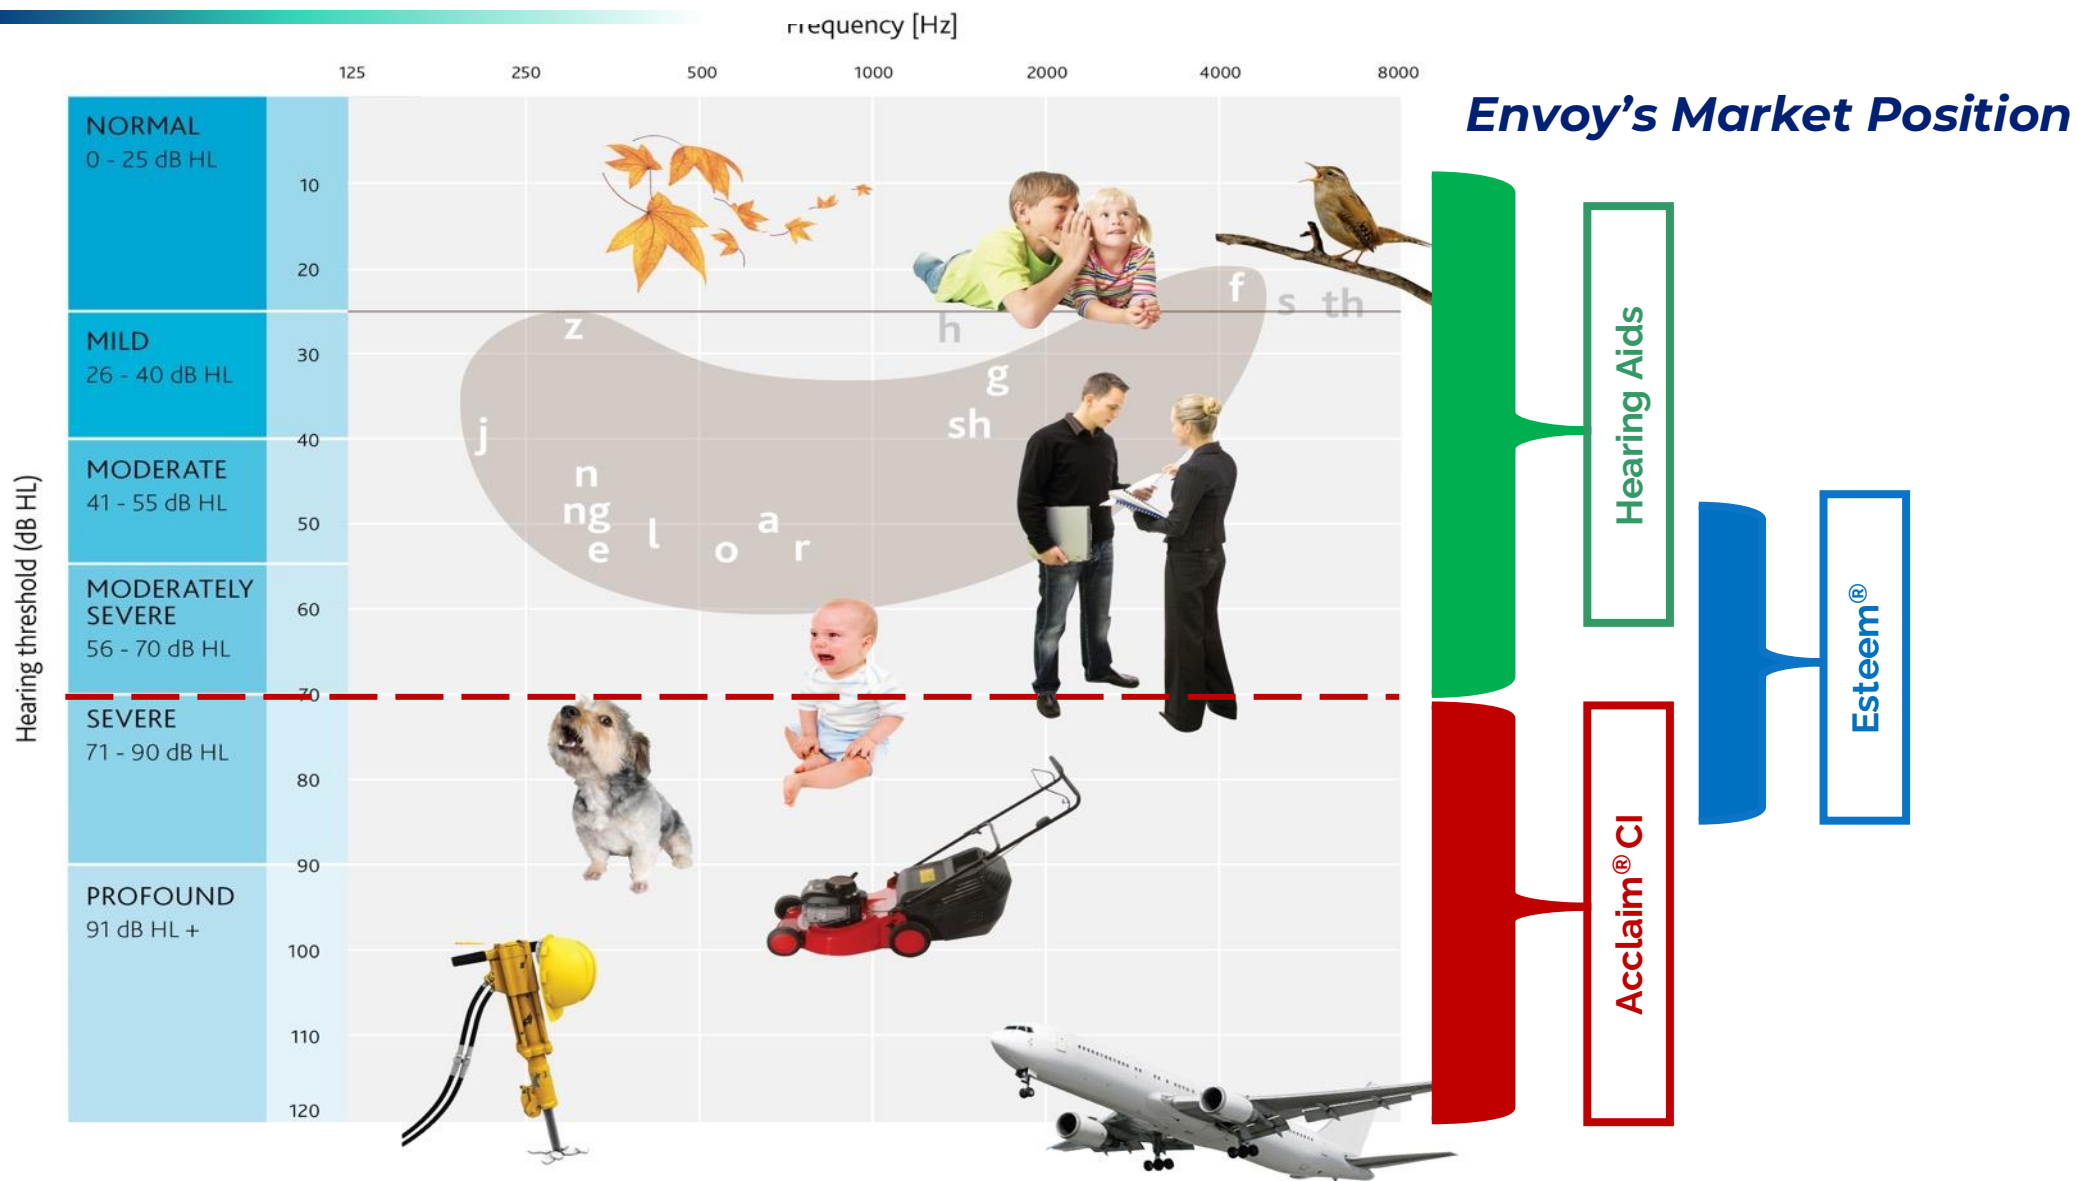 Frequency [Hz]
125 250 500 1000 2000 4000 8000
Envoy’s Market Position
Hearing threshold (dB HL)
NORMAL
0 - 25 dB HL
MILD
26 - 40 dB HL
MODERATE
41 - 55 dB HL
MODERATELY
SEVERE
56 - 70 dB HL
SEVERE
71 - 90 dB HL
PROFOUND
91 dB HL +
10
20
30
40
50
60
70
80
90
100
110
120
f s th
z h
g
j sh
n
ng l a
e o r
Hearing Aids
Esteem®
Acclaim® CI